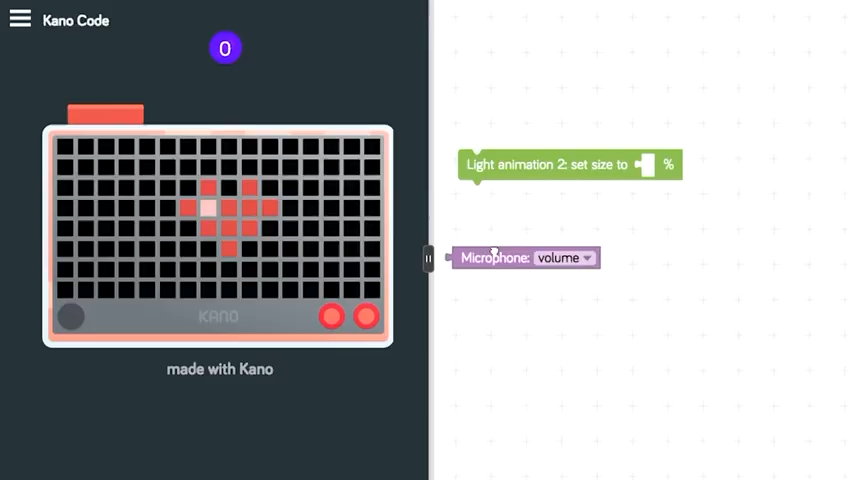 Kano Code
0
Light animation 2: set size to %
Microphone: volume
KANO
made with Kano